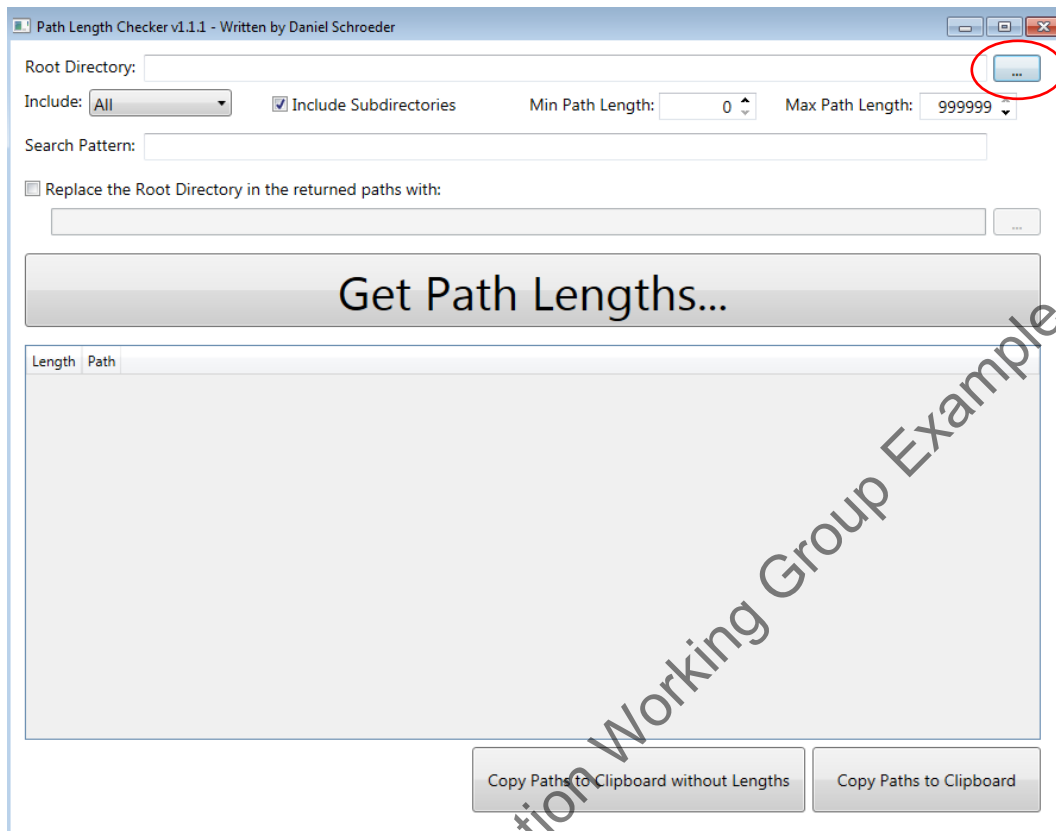 Path Length Checker v1.1.1 - Written by Daniel Schroeder
Root Directory:
...
Include: All
Include Subdirectories
Min Path Length: 0
Max Path Length: 999999
Search Pattern:
Replace the Root Directory in the returned paths with:
...
Get Path Lengths...
Length Path
Copy Paths to Clipboard without Lengths
Copy Paths to Clipboard
Working Group Example